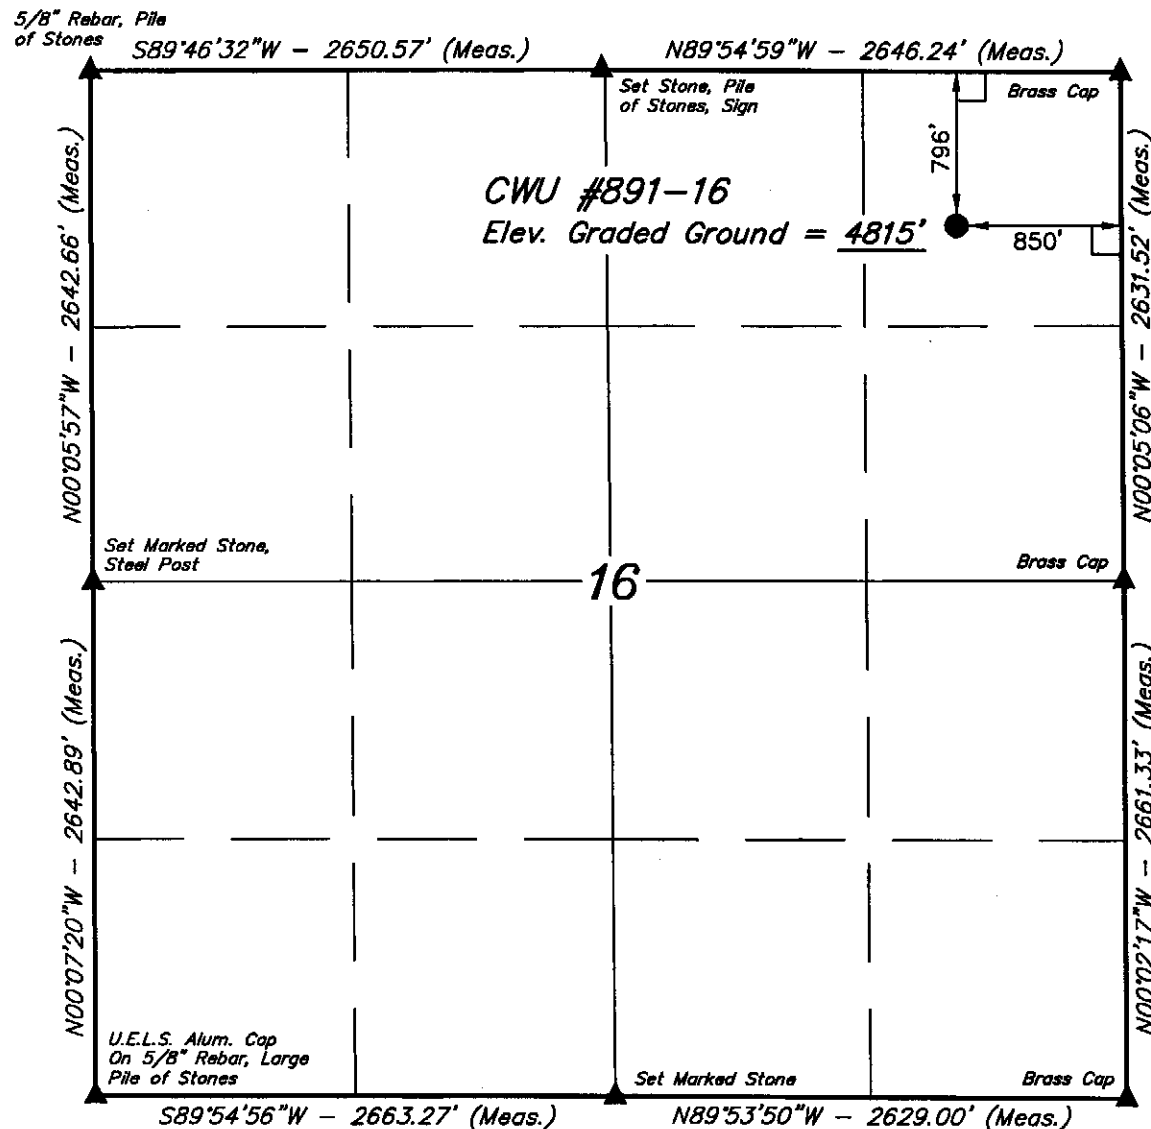 5/8" Rebar, Pile
of Stones
S89°46'32"W - 2650.57' (Meas.)
N89°54'59"W - 2646.24' (Meas.)
Set Stone, Pile
of Stones, Sign
Brass Cap
796'
CWU #891-16
Elev. Graded Ground = 4815'
850'
N00°05'57"W - 2642.66' (Meas.)
N00°05'06"W - 2631.52' (Meas.)
Set Marked Stone,
Steel Post
16
Brass Cap
N00°07'20"W - 2642.89' (Meas.)
N00°02'17"W - 2661.33' (Meas.)
U.E.L.S. Alum. Cap
On 5/8" Rebar, Large
Pile of Stones
Set Marked Stone
Brass Cap
S89°54'56"W - 2663.27' (Meas.)
N89°53'50"W - 2629.00' (Meas.)